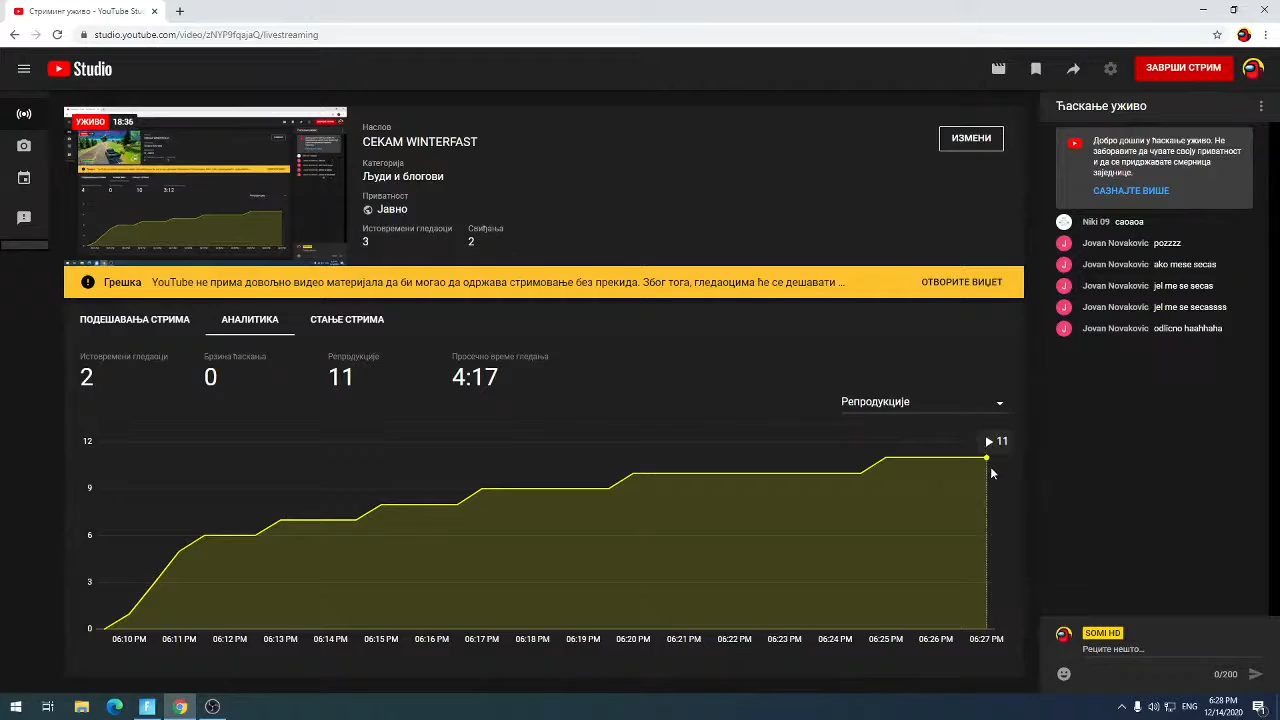 Стриминг уживо - YouTube Studio
studio.youtube.com/video/zNYP9fqajaQ/livestreaming
Studio
ЗАВРШИ СТРИМ
УЖИВО 18:36
Наслов
CEKAM WINTERFAST
Категорија
Људи и блогови
Приватност
Јавно
Истовремени гледаоци
Свиђања
3
2
ИЗМЕНИ
Грешка YouTube не прима довољно видео материјала да би могао да одржава стримовање без прекида. Због тога, гледаоцима ће се дешавати ...
ОТВОРИТЕ ВИЏЕТ
ПОДЕШАВАЊА СТРИМА
АНАЛИТИКА
СТАЊЕ СТРИМА
Истовремени гледаоци
Брзина ћаскања
Репродукције
Просечно време гледања
2
0
11
4:17
Репродукције
11
12
9
6
3
0
06:10 PM 06:11 PM 06:12 PM 06:13 PM 06:14 PM 06:15 PM 06:16 PM 06:17 PM 06:18 PM 06:19 PM 06:20 PM 06:21 PM 06:22 PM 06:23 PM 06:24 PM 06:25 PM 06:26 PM 06:27 PM
Ћаскање уживо
Добро дошли у ћаскање уживо. Не
заборавите да чувате своју приватност
и да се придржавате смерница
заједнице.
САЗНАЈТЕ ВИШЕ
Niki 09 саоаоа
Jovan Novakovic pozzzz
Jovan Novakovic ako mese secas
Jovan Novakovic jel me se secas
Jovan Novakovic jel me se secassss
Jovan Novakovic odlicno haahhaha
SOMI HD
Реците нешто...
0/200
ENG
6:28 PM
12/14/2020